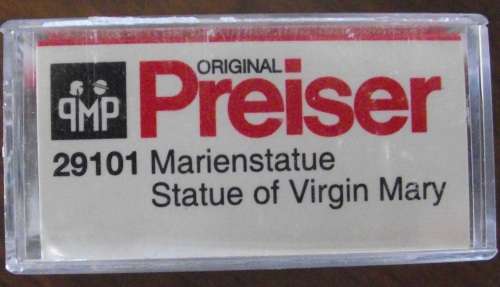 PMP
ORIGINAL
Preiser
29101 Marienstatue
Statue of Virgin Mary